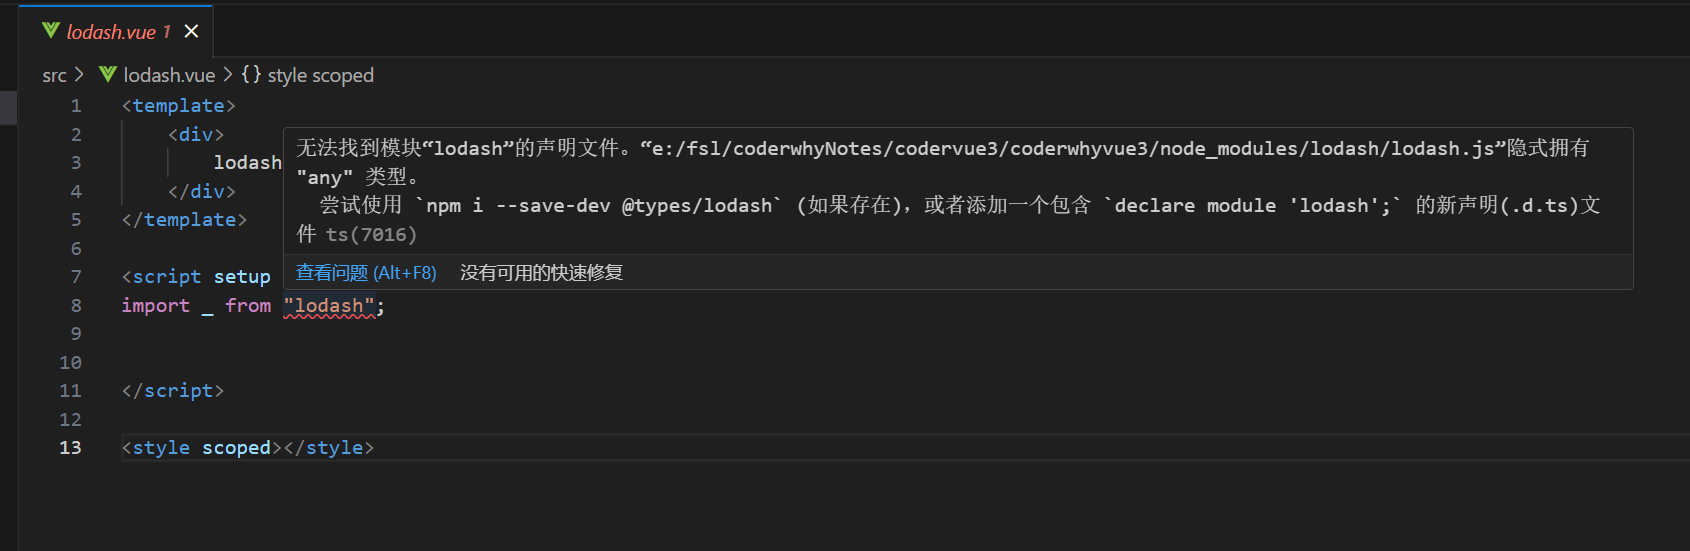 lodash.vue 1
src > lodash.vue > {} style scoped
1 <template>
2 <div>
3 lodash
4 </div>
5 </template>
6
7 <script setup
8 import _ from "lodash";
9
10
11 </script>
12
13 <style scoped></style>
无法找到模块“lodash”的声明文件。“e:/fsl/coderwhyNotes/codervue3/coderwhyvue3/node_modules/lodash/lodash.js”隐式拥有
"any" 类型。
尝试使用 `npm i --save-dev @types/lodash` (如果存在)，或者添加一个包含 `declare module 'lodash';` 的新声明(.d.ts)文
件 ts(7016)
查看问题 (Alt+F8) 没有可用的快速修复